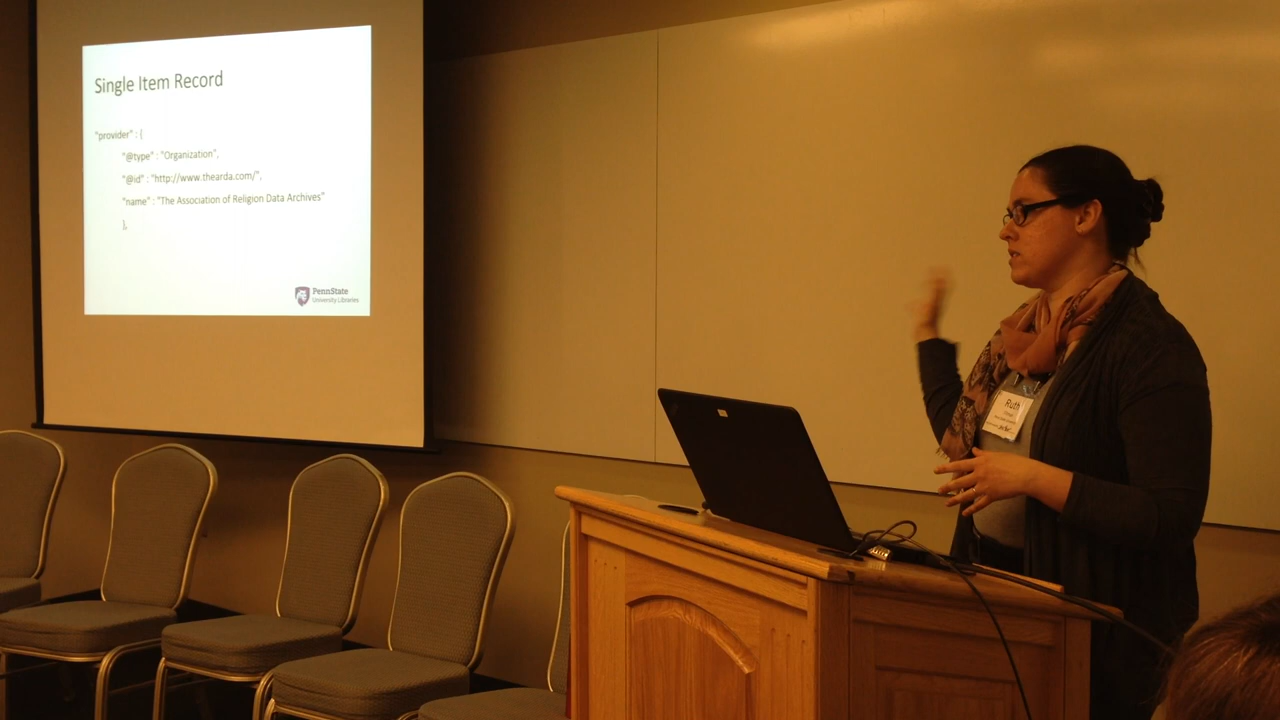 Single Item Record
"provider" : {
"@type" : "Organization",
"@id" : "http://www.thearda.com/",
"name" : "The Association of Religion Data Archives"
},
PennState
University Libraries
Ruth